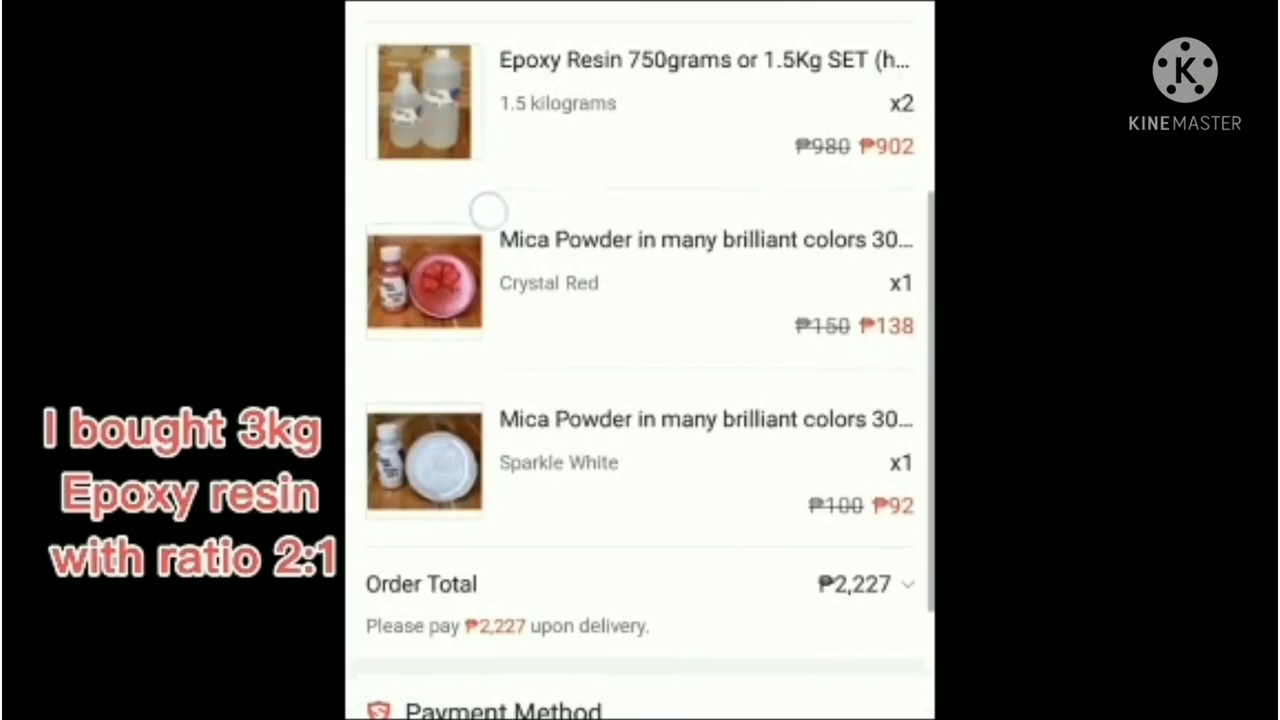 Epoxy Resin 750grams or 1.5Kg SET (h...
1.5 kilograms
x2
₱980 ₱902
Mica Powder in many brilliant colors 30...
Crystal Red
x1
₱150 ₱138
Mica Powder in many brilliant colors 30...
Sparkle White
x1
₱100 ₱92
Order Total
₱2,227
Please pay ₱2,227 upon delivery.
Payment Method
I bought 3kg
Epoxy resin
with ratio 2:1
K
KINEMASTER